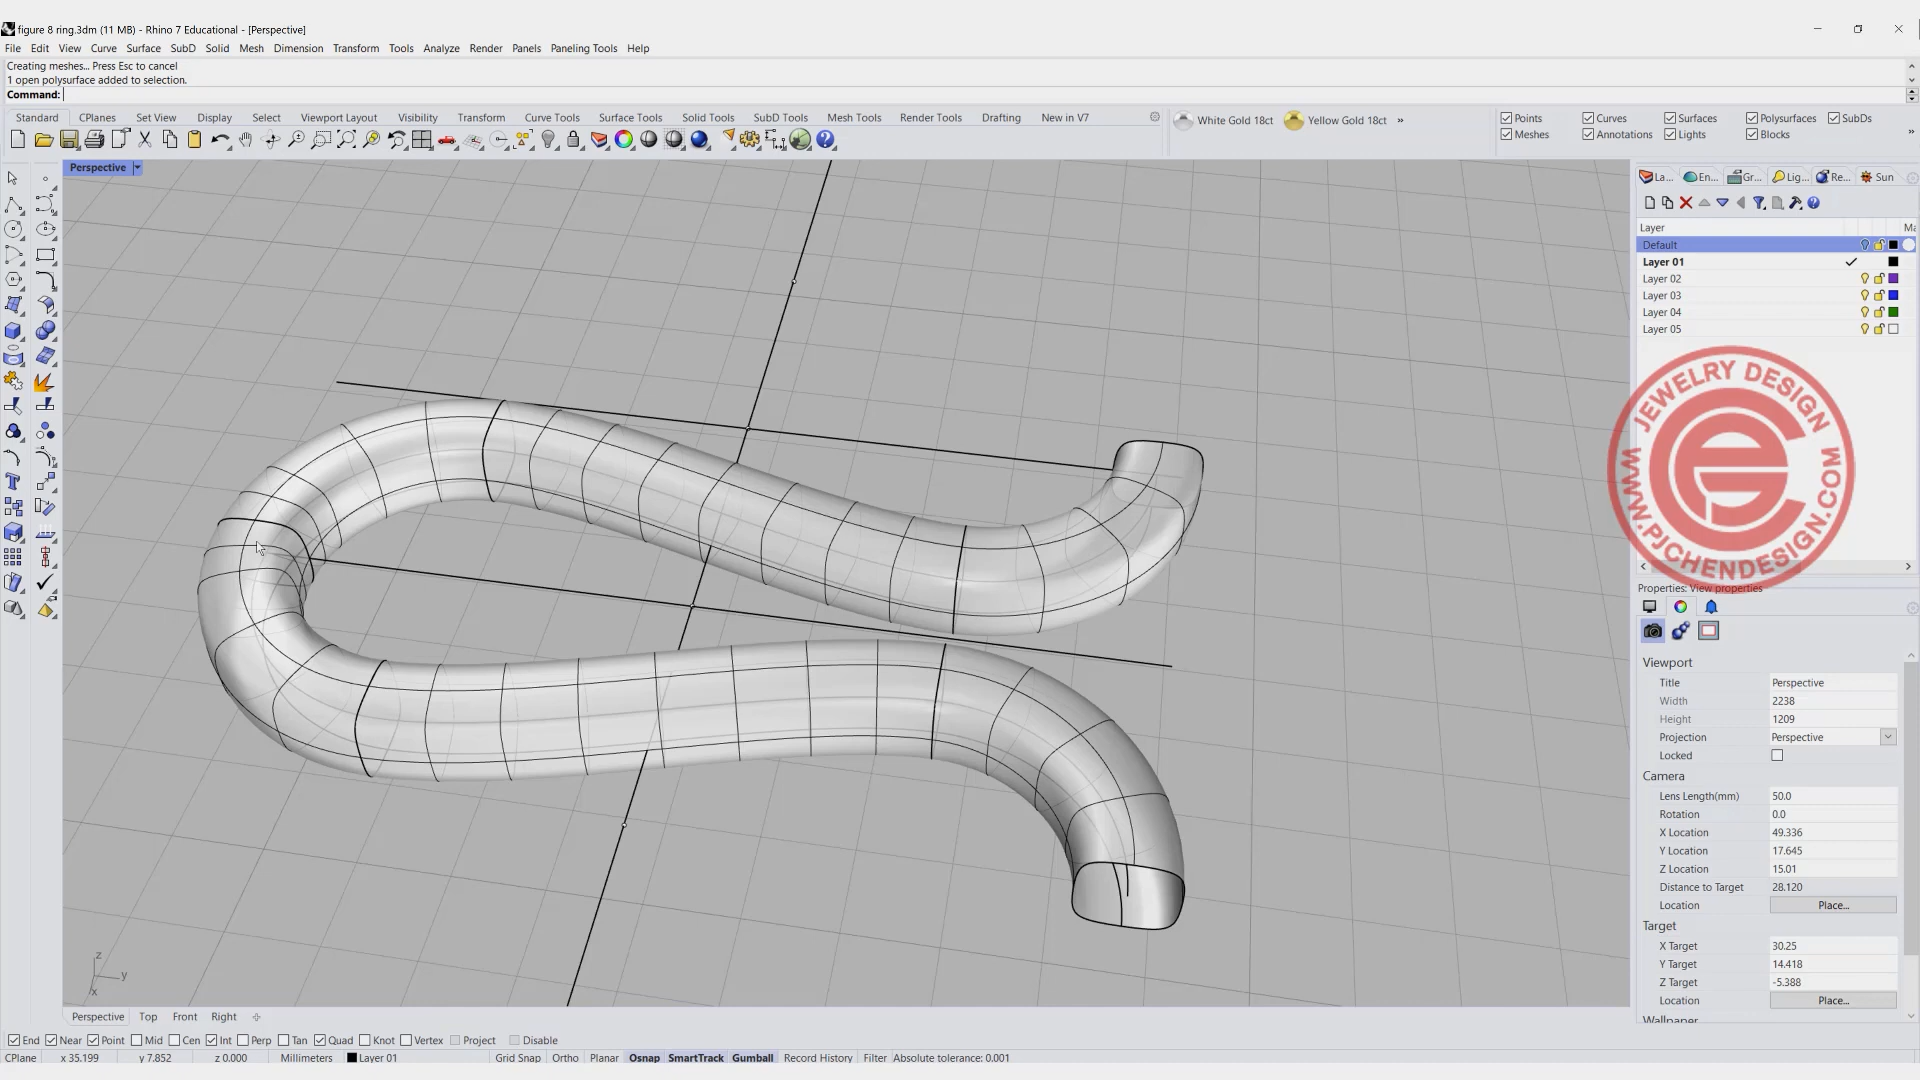 figure 8 ring.3dm (11 MB) - Rhino 7 Educational - [Perspective]
File Edit View Curve Surface SubD Solid Mesh Dimension Transform Tools Analyze Render Panels Paneling Tools Help
Creating meshes... Press Esc to cancel
1 open polysurface added to selection.
Command:
Standard CPlanes Set View Display Select Viewport Layout Visibility Transform Curve Tools Surface Tools Solid Tools SubD Tools Mesh Tools Render Tools Drafting New in V7
White Gold 18ct Yellow Gold 18ct »
Points Curves Surfaces Polysurfaces SubDs
Meshes Annotations Lights Blocks »
Perspective
La... En... Gr... Lig... Re... Sun
Layer Ma
Default
Layer 01
Layer 02
Layer 03
Layer 04
Layer 05
JEWELRY DESIGN
WWW.PJCHENDESIGN.COM
Properties: View properties
Viewport
Title Perspective
Width 2238
Height 1209
Projection Perspective
Locked
Camera
Lens Length(mm) 50.0
Rotation 0.0
X Location 49.336
Y Location 17.645
Z Location 15.01
Distance to Target 28.120
Location Place...
Target
X Target 30.25
Y Target 14.418
Z Target -5.388
Location Place...
Wallpaper
z
y
x
Perspective Top Front Right
End Near Point Mid Cen Int Perp Tan Quad Knot Vertex Project Disable
CPlane x 35.199 y 7.852 z 0.000 Millimeters Layer 01 Grid Snap Ortho Planar Osnap SmartTrack Gumball Record History Filter Absolute tolerance: 0.001